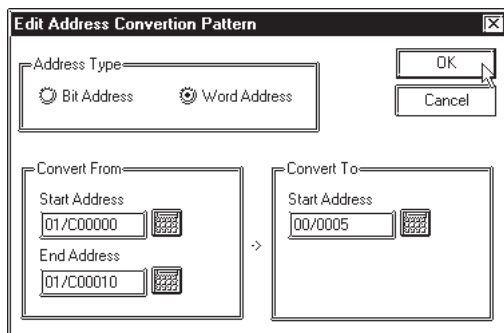 Edit Address Convertion Pattern
Address Type
Bit Address
Word Address
OK
Cancel
Convert From
Start Address
01/C00000
End Address
01/C00010
->
Convert To
Start Address
00/0005